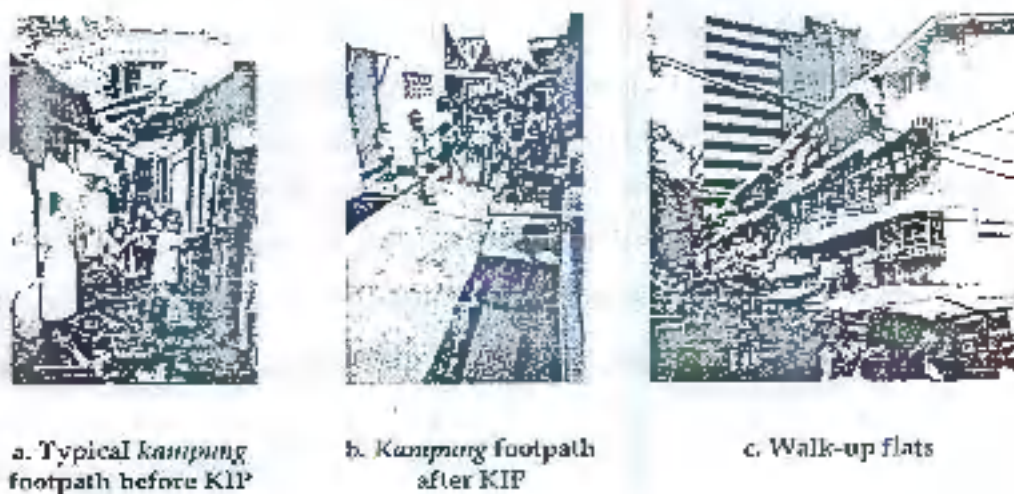 a. Typical kampung
footpath before KIP
b. Kampung footpath
after KIP
c. Walk-up flats